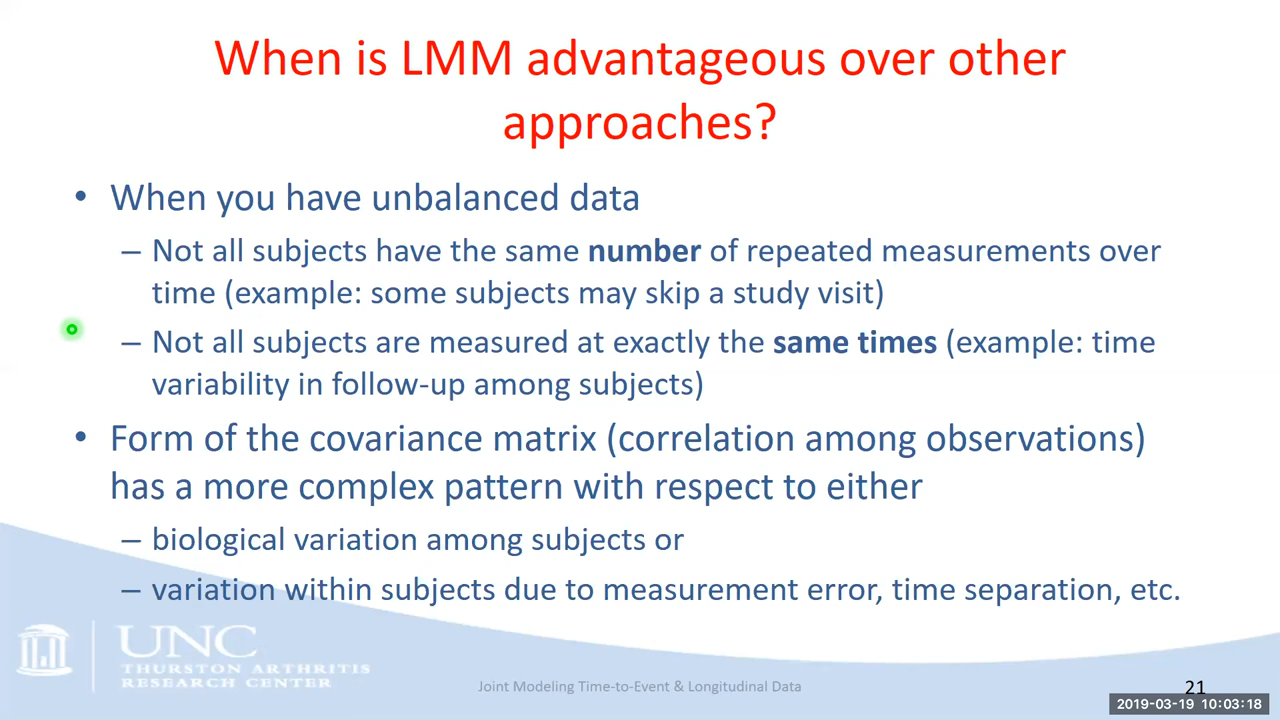 When is LMM advantageous over other
approaches?
• When you have unbalanced data
– Not all subjects have the same number of repeated measurements over
time (example: some subjects may skip a study visit)
– Not all subjects are measured at exactly the same times (example: time
variability in follow-up among subjects)
• Form of the covariance matrix (correlation among observations)
has a more complex pattern with respect to either
– biological variation among subjects or
– variation within subjects due to measurement error, time separation, etc.
UNC
THURSTON ARTHRITIS
RESEARCH CENTER
Joint Modeling Time-to-Event & Longitudinal Data
21
2019-03-19 10:03:18